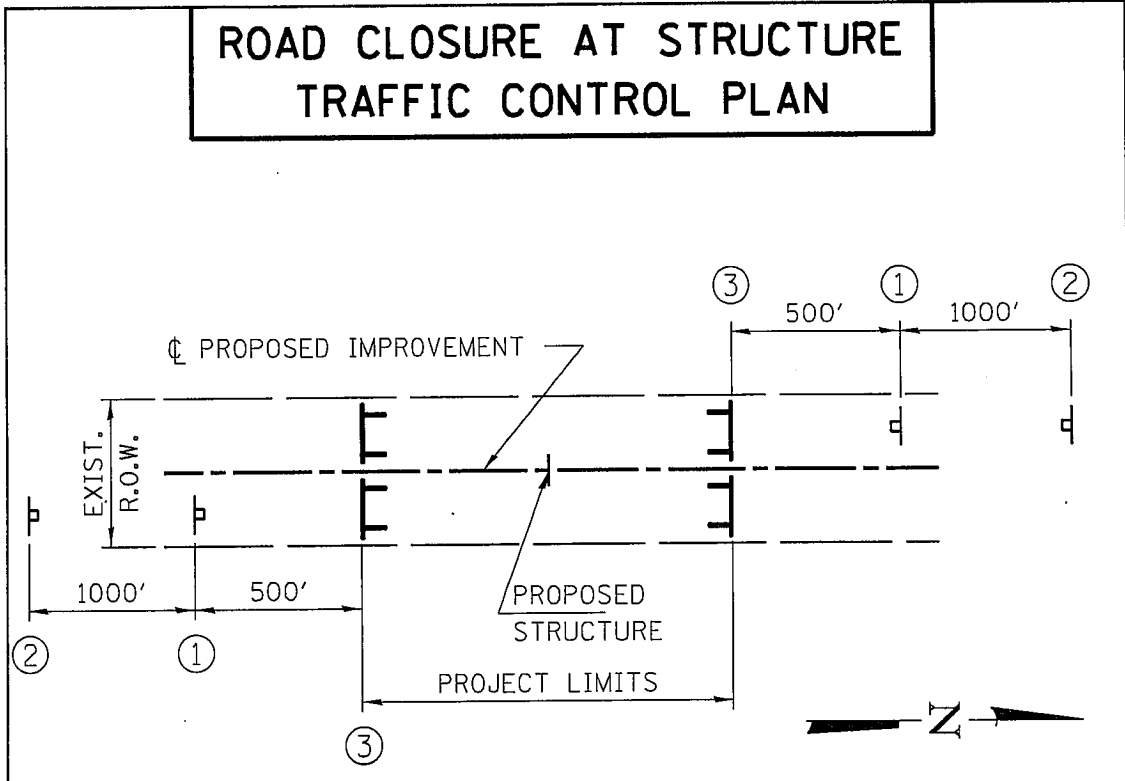 ROAD CLOSURE AT STRUCTURE
TRAFFIC CONTROL PLAN
3
1
2
500'
1000'
℄ PROPOSED IMPROVEMENT
EXIST.
R.O.W.
1000'
500'
PROPOSED
STRUCTURE
2
1
PROJECT LIMITS
N
3